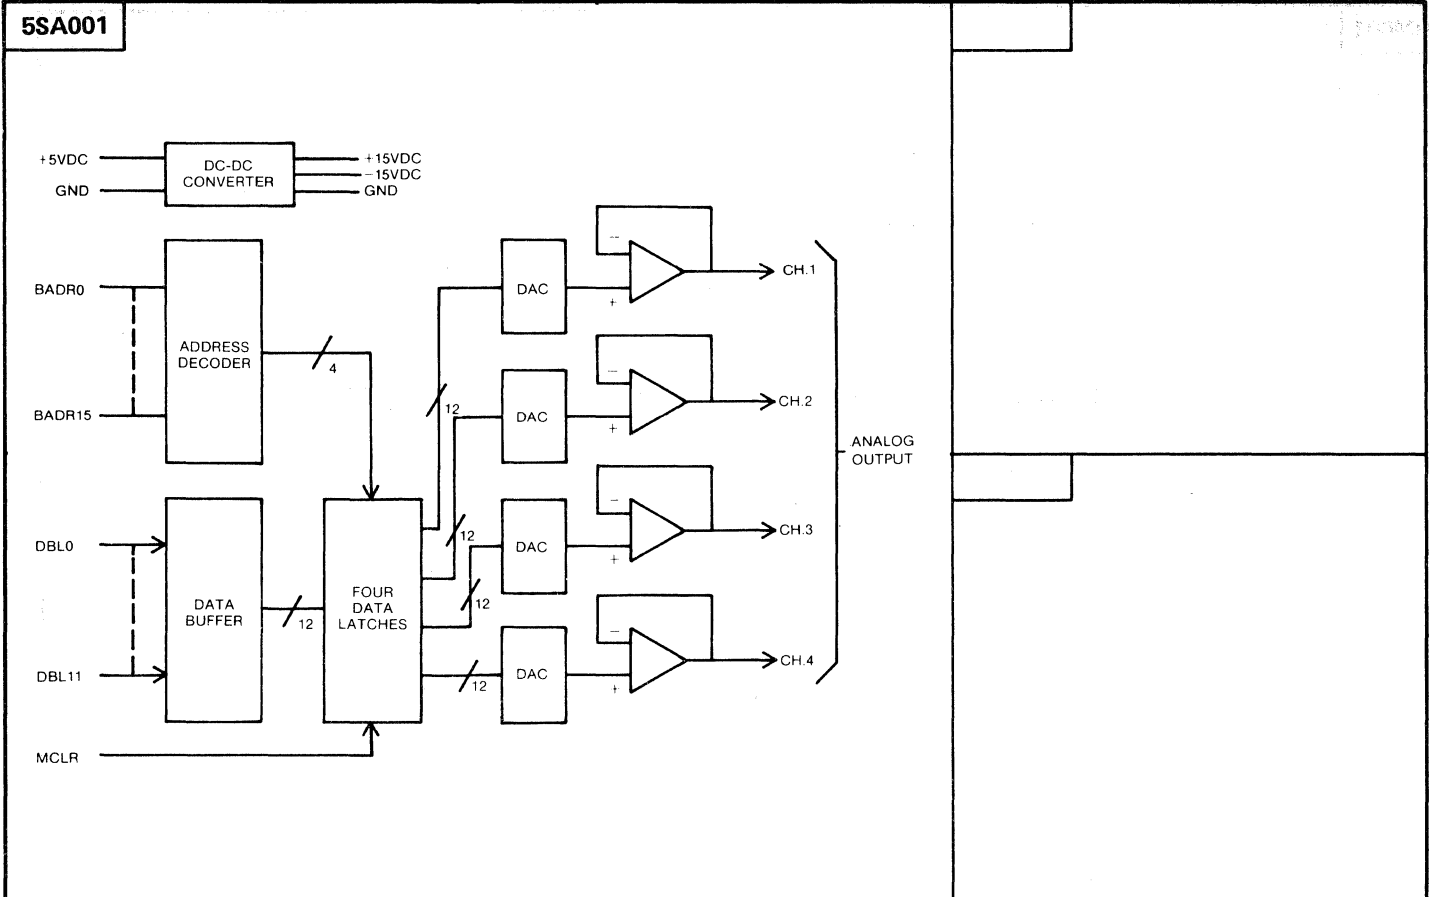 5SA001
+5VDC
GND
DC-DC
CONVERTER
+15VDC
−15VDC
GND
BADR0
BADR15
ADDRESS
DECODER
4
DBL0
DBL11
DATA
BUFFER
12
MCLR
FOUR
DATA
LATCHES
12
12
12
12
DAC
−
+
CH.1
DAC
−
+
CH.2
DAC
−
+
CH.3
DAC
−
+
CH.4
ANALOG
OUTPUT